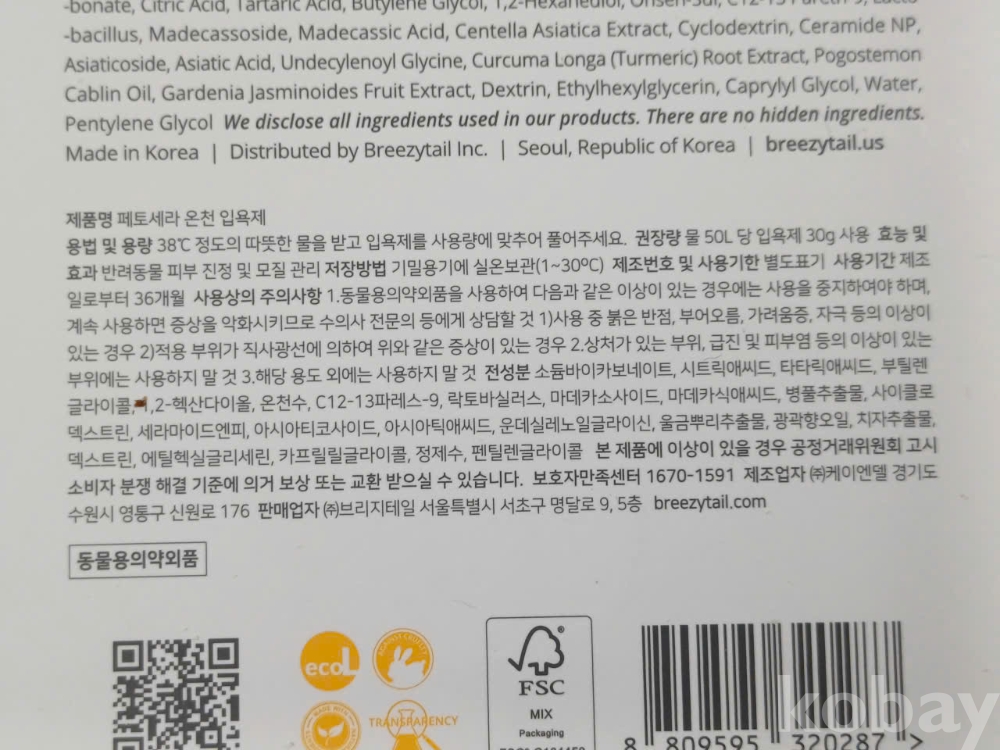 -bonate, Citric Acid, Tartaric Acid, Butylene Glycol, 1,2-Hexanediol, Onsen-Sui, C12-13 Pareth-9, Lacto
-bacillus, Madecassoside, Madecassic Acid, Centella Asiatica Extract, Cyclodextrin, Ceramide NP,
Asiaticoside, Asiatic Acid, Undecylenoyl Glycine, Curcuma Longa (Turmeric) Root Extract, Pogostemon
Cablin Oil, Gardenia Jasminoides Fruit Extract, Dextrin, Ethylhexylglycerin, Caprylyl Glycol, Water,
Pentylene Glycol We disclose all ingredients used in our products. There are no hidden ingredients.
Made in Korea | Distributed by Breezytail Inc. | Seoul, Republic of Korea | breezytail.us
제품명 페토세라 온천 입욕제
용법 및 용량 38℃ 정도의 따뜻한 물을 받고 입욕제를 사용량에 맞추어 풀어주세요. 권장량 물 50L 당 입욕제 30g 사용 효능 및
효과 반려동물 피부 진정 및 모질 관리 저장방법 기밀용기에 실온보관(1~30ºC) 제조번호 및 사용기한 별도표기 사용기간 제조
일로부터 36개월 사용상의 주의사항 1.동물용의약외품을 사용하여 다음과 같은 이상이 있는 경우에는 사용을 중지하여야 하며,
계속 사용하면 증상을 악화시키므로 수의사 전문의 등에게 상담할 것 1)사용 중 붉은 반점, 부어오름, 가려움증, 자극 등의 이상이
있는 경우 2)적용 부위가 직사광선에 의하여 위와 같은 증상이 있는 경우 2.상처가 있는 부위, 급진 및 피부염 등의 이상이 있는
부위에는 사용하지 말 것 3.해당 용도 외에는 사용하지 말 것 전성분 소듐바이카보네이트, 시트릭애씨드, 타타릭애씨드, 부틸렌
글라이콜, 1,2-헥산다이올, 온천수, C12-13파레스-9, 락토바실러스, 마데카소사이드, 마데카식애씨드, 병풀추출물, 사이클로
덱스트린, 세라마이드엔피, 아시아티코사이드, 아시아틱애씨드, 운데실레노일글라이신, 울금뿌리추출물, 광곽향오일, 치자추출물,
덱스트린, 에틸헥실글리세린, 카프릴릴글라이콜, 정제수, 펜틸렌글라이콜 본 제품에 이상이 있을 경우 공정거래위원회 고시
소비자 분쟁 해결 기준에 의거 보상 또는 교환 받으실 수 있습니다. 보호자만족센터 1670-1591 제조업자 ㈜케이엔델 경기도
수원시 영통구 신원로 176 판매업자 ㈜브리지테일 서울특별시 서초구 명달로 9, 5층 breezytail.com
동물용의약외품
ecoL
AGAINST CRUELTY
MADE WITH
TRANSPARENCY
FSC
MIX
Packaging
8 809595 320287 >
kobay